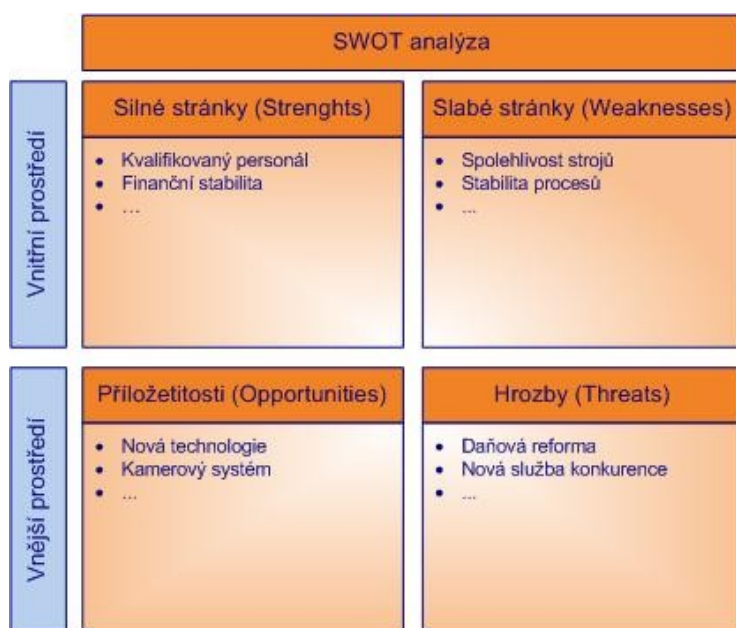 SWOT analýza
Vnitřní prostředí
Silné stránky (Strenghts)
• Kvalifikovaný personál
• Finanční stabilita
• ...
Slabé stránky (Weaknesses)
• Spolehlivost strojů
• Stabilita procesů
• ...
Vnější prostředí
Příložetitosti (Opportunities)
• Nová technologie
• Kamerový systém
• ...
Hrozby (Threats)
• Daňová reforma
• Nová služba konkurence
• ...